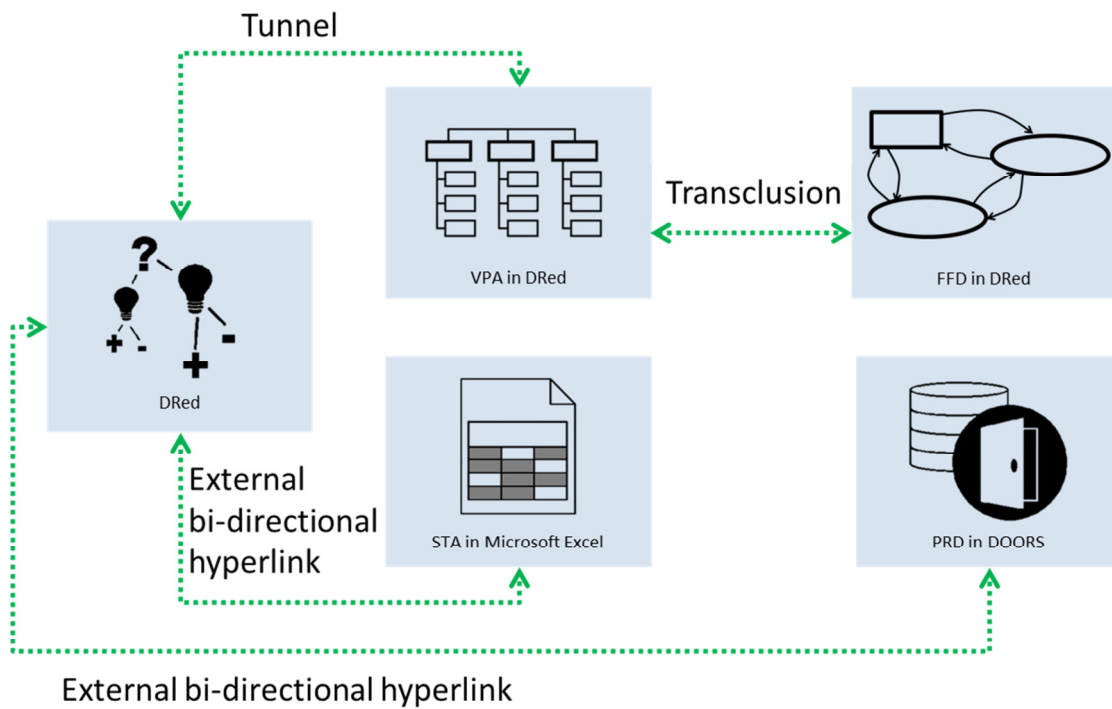 Tunnel
VPA in DRed
Transclusion
FFD in DRed
?
+ -
+ -
DRed
External
bi-directional
hyperlink
STA in Microsoft Excel
PRD in DOORS
External bi-directional hyperlink